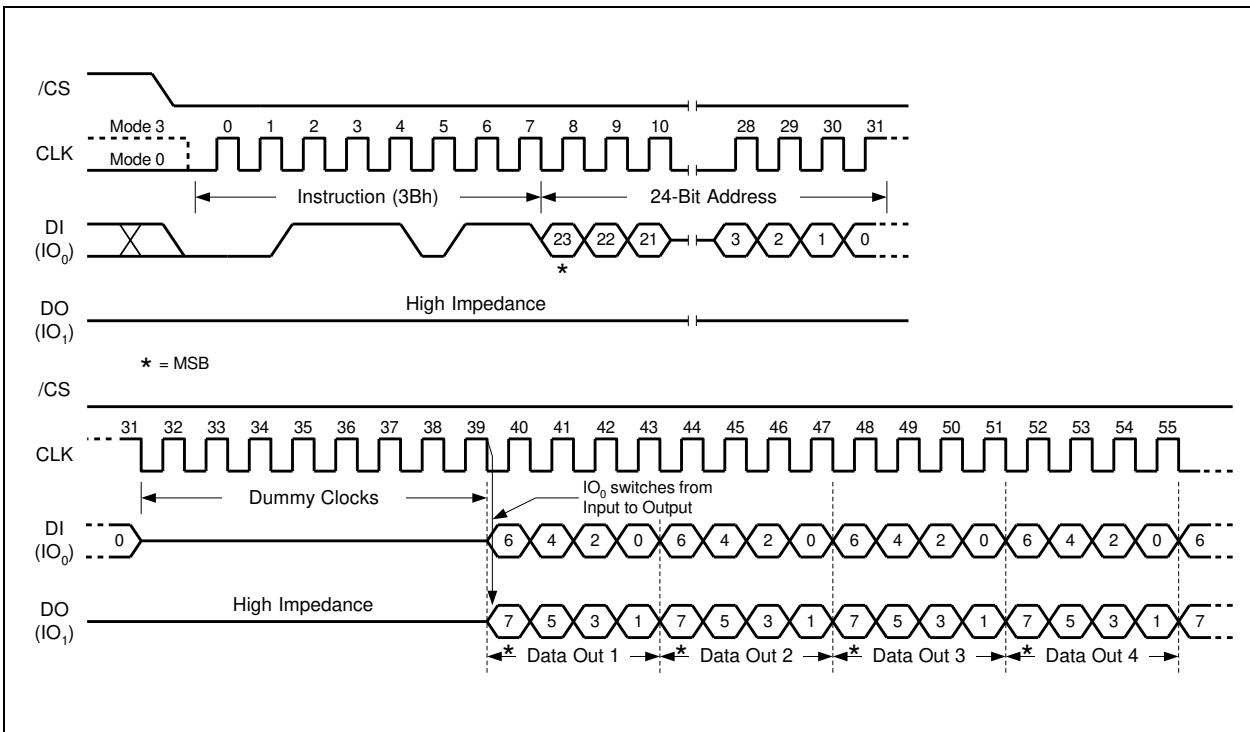 /CS
Mode 3 0 1 2 3 4 5 6 7 8 9 10 28 29 30 31
CLK
Mode 0
Instruction (3Bh) 24-Bit Address
DI
(IO0) 23 22 21 3 2 1 0
*
DO
(IO1) High Impedance
* = MSB
/CS
31 32 33 34 35 36 37 38 39 40 41 42 43 44 45 46 47 48 49 50 51 52 53 54 55
CLK
Dummy Clocks
IO0 switches from
Input to Output
DI
(IO0) 0 6 4 2 0 6 4 2 0 6 4 2 0 6 4 2 0 6
DO
(IO1) High Impedance 7 5 3 1 7 5 3 1 7 5 3 1 7 5 3 1 7
* Data Out 1 * Data Out 2 * Data Out 3 * Data Out 4